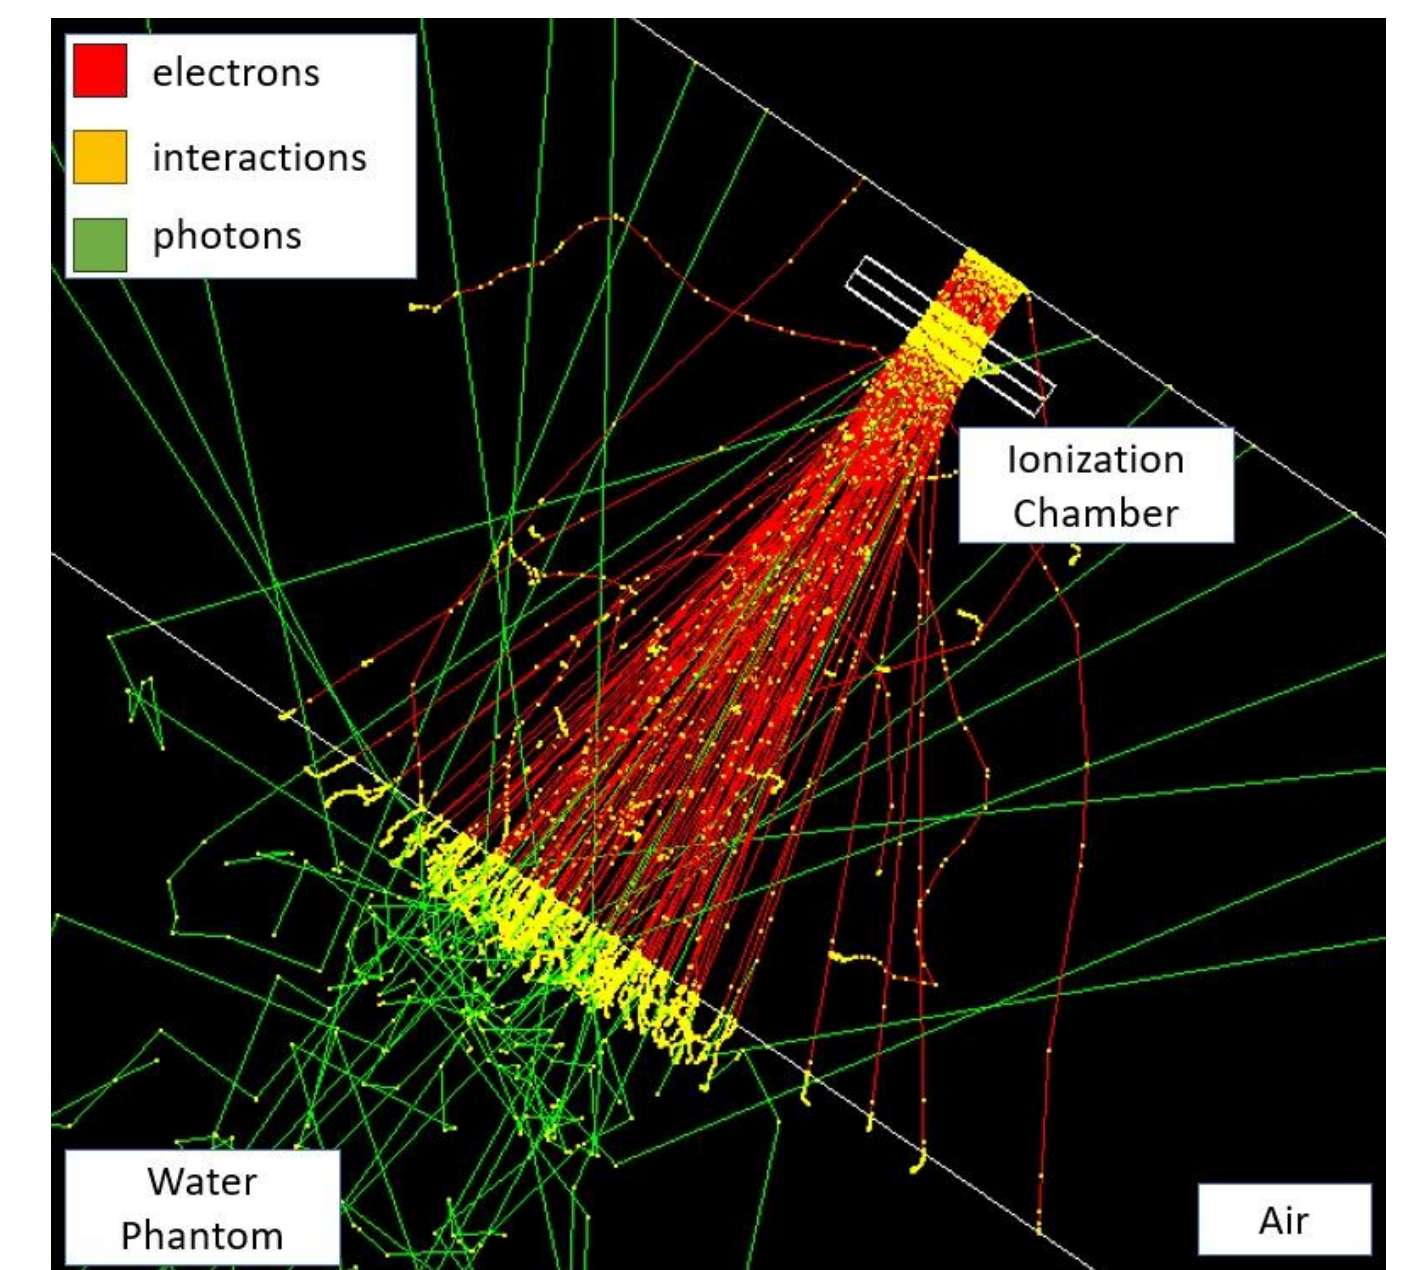 electrons
interactions
photons
Ionization
Chamber
Water
Phantom
Air